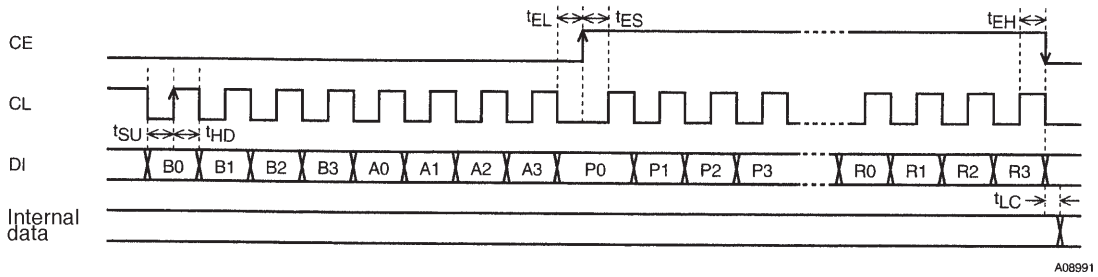 tEL tES tEH
CE
CL
tSU tHD
DI B0 B1 B2 B3 A0 A1 A2 A3 P0 P1 P2 P3 R0 R1 R2 R3
tLC
Internal
data
A08991